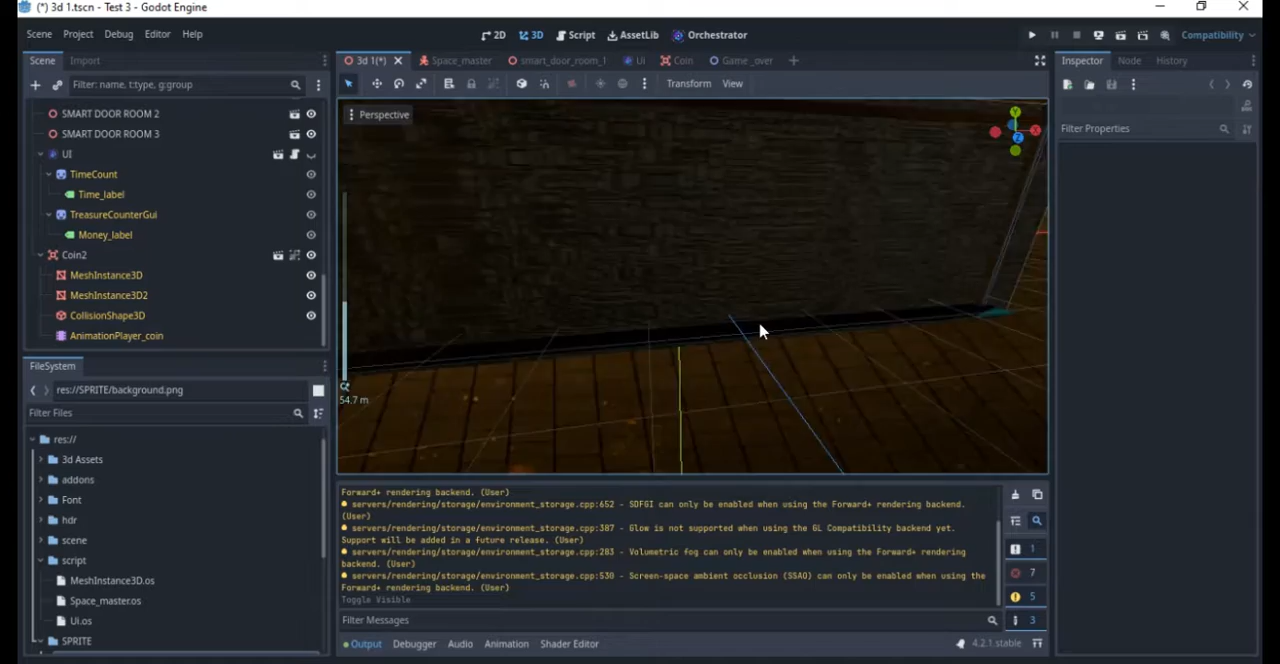 (*) 3d 1.tscn - Test 3 - Godot Engine
Scene Project Debug Editor Help
2D 3D Script AssetLib Orchestrator
Compatibility
Scene Import
Filter: name, t:type, g:group
SMART DOOR ROOM 2
SMART DOOR ROOM 3
UI
TimeCount
Time_label
TreasureCounterGui
Money_label
Coin2
MeshInstance3D
MeshInstance3D2
CollisionShape3D
AnimationPlayer_coin
FileSystem
res://SPRITE/background.png
Filter Files
res://
3d Assets
addons
Font
hdr
scene
script
MeshInstance3D.os
Space_master.os
Ui.os
SPRITE
3d 1(*) Space_master smart_door_room_1 Ui Coin Game_over
Transform View
Perspective
Y
X
Z
54.7 m
Forward+ rendering backend. (User)
servers/rendering/storage/environment_storage.cpp:652 - SDFGI can only be enabled when using the Forward+ rendering backend.
(User)
servers/rendering/storage/environment_storage.cpp:387 - Glow is not supported when using the GL Compatibility backend yet.
Support will be added in a future release. (User)
servers/rendering/storage/environment_storage.cpp:283 - Volumetric fog can only be enabled when using the Forward+ rendering
backend. (User)
servers/rendering/storage/environment_storage.cpp:530 - Screen-space ambient occlusion (SSAO) can only be enabled when using the
Forward+ rendering backend. (User)
Toggle Visible
1
7
5
3
Filter Messages
Output Debugger Audio Animation Shader Editor
4.2.1.stable
Inspector Node History
Filter Properties